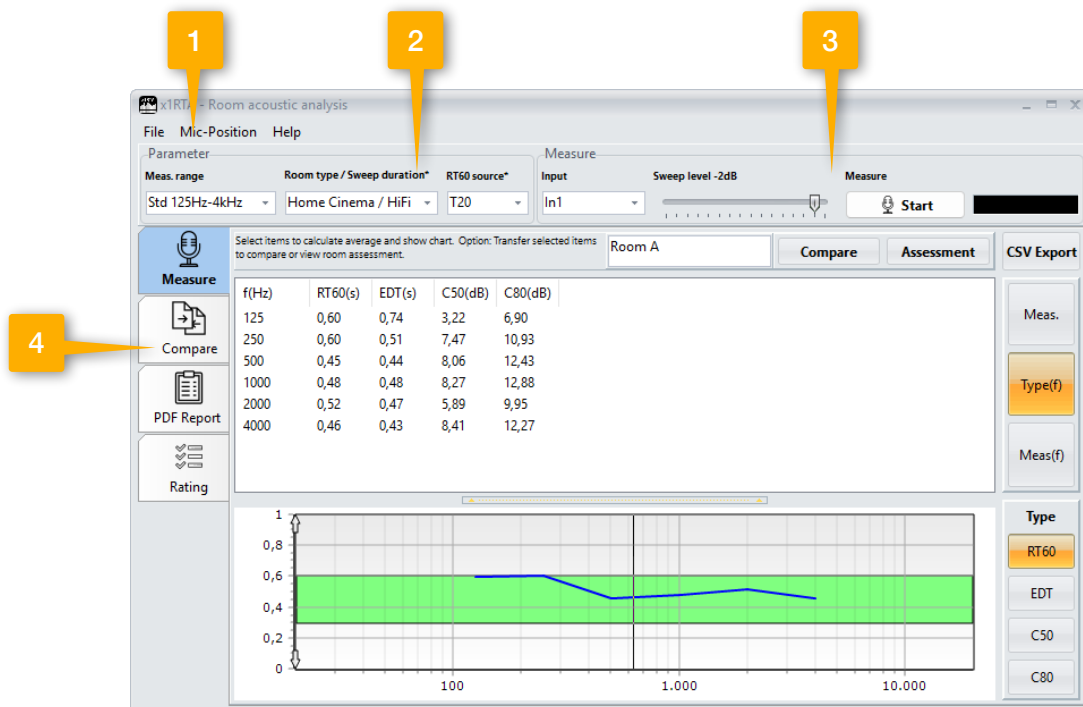 1
2
3
x1RTA - Room acoustic analysis
File Mic-Position Help
Parameter
Measure
Meas. range
Room type / Sweep duration*
RT60 source*
Input
Sweep level -2dB
Measure
Std 125Hz-4kHz
Home Cinema / HiFi
T20
In1
Start
Measure
Select items to calculate average and show chart. Option: Transfer selected items
to compare or view room assessment.
Room A
Compare
Assessment
CSV Export
4
Compare
PDF Report
Rating
f(Hz) RT60(s) EDT(s) C50(dB) C80(dB)
125 0,60 0,74 3,22 6,90
250 0,60 0,51 7,47 10,93
500 0,45 0,44 8,06 12,43
1000 0,48 0,48 8,27 12,88
2000 0,52 0,47 5,89 9,95
4000 0,46 0,43 8,41 12,27
Meas.
Type(f)
Meas(f)
1
0,8
0,6
0,4
0,2
0
100 1.000 10.000
Type
RT60
EDT
C50
C80